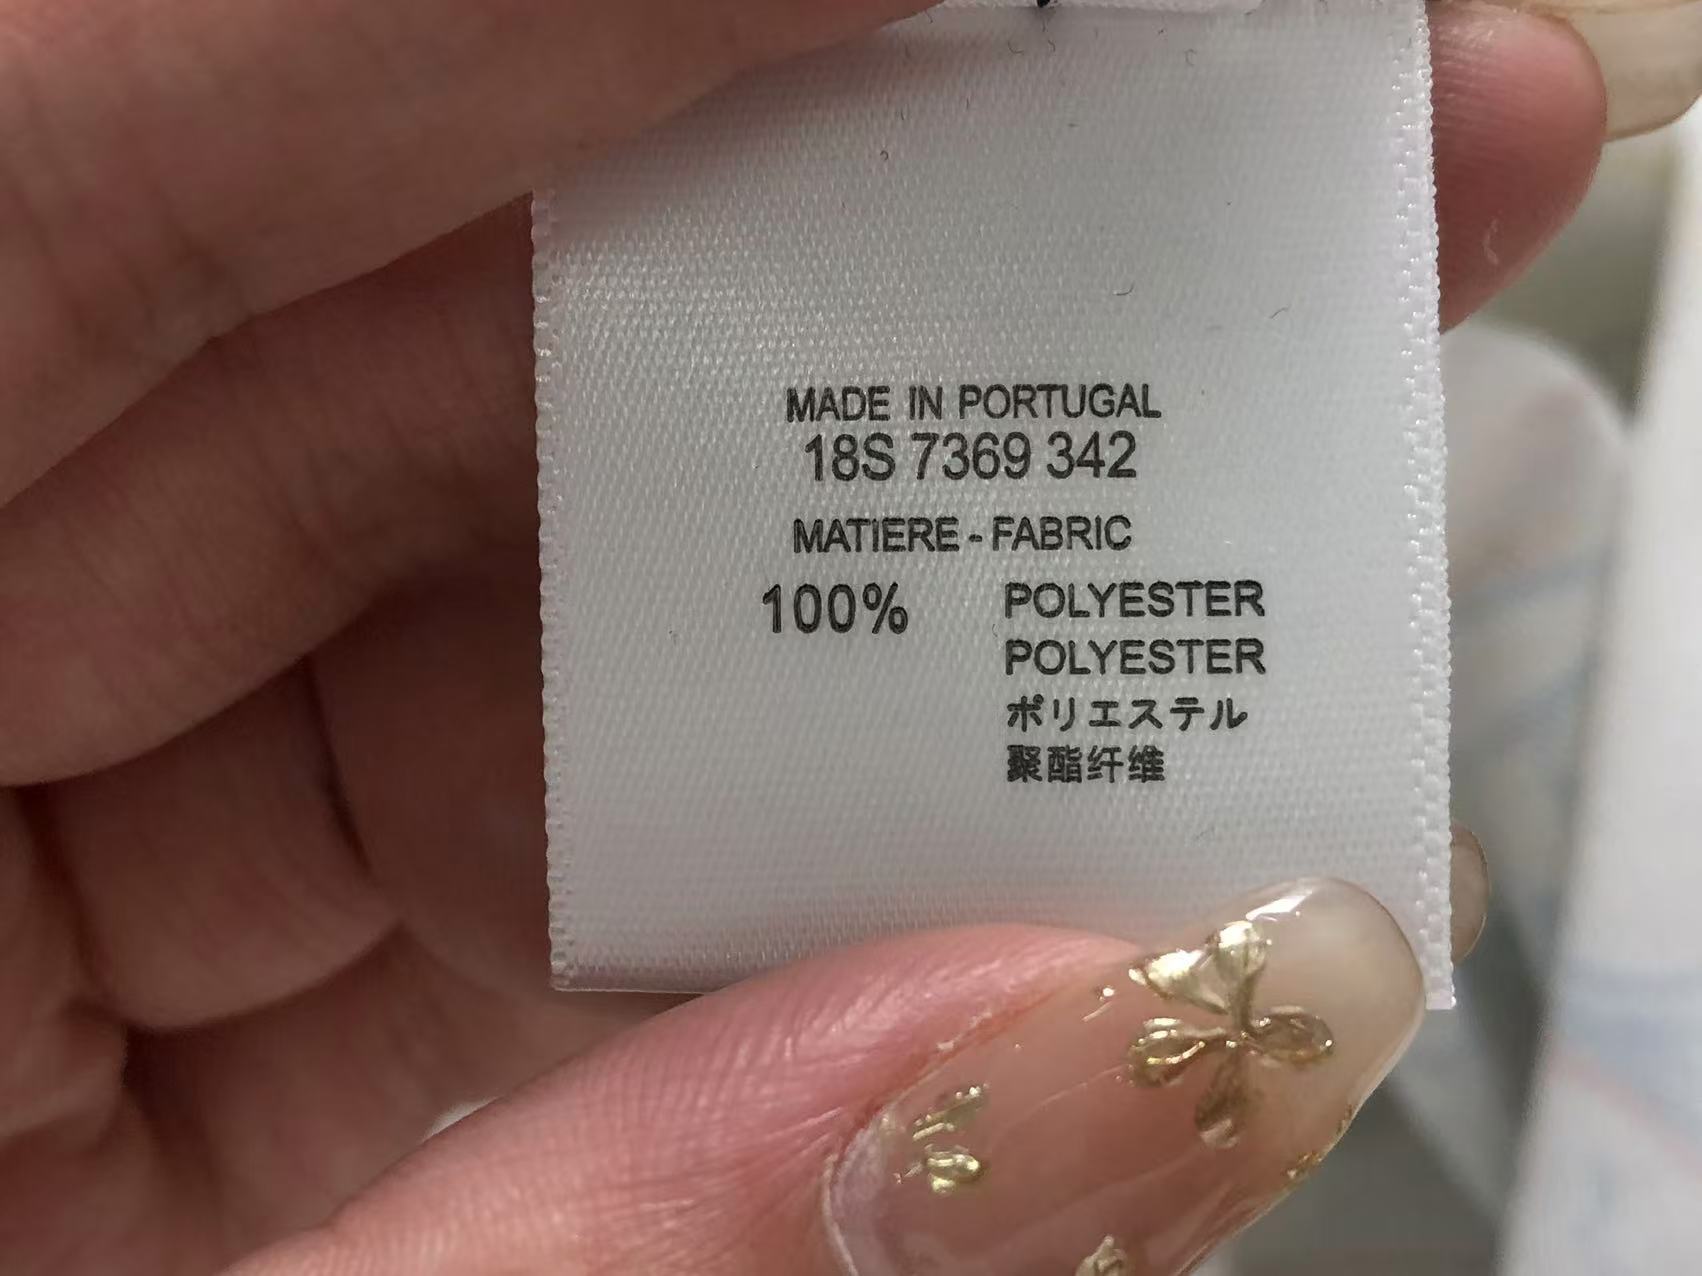 MADE IN PORTUGAL
18S 7369 342
MATIERE - FABRIC
100% POLYESTER
POLYESTER
ポリエステル
聚酯纤维